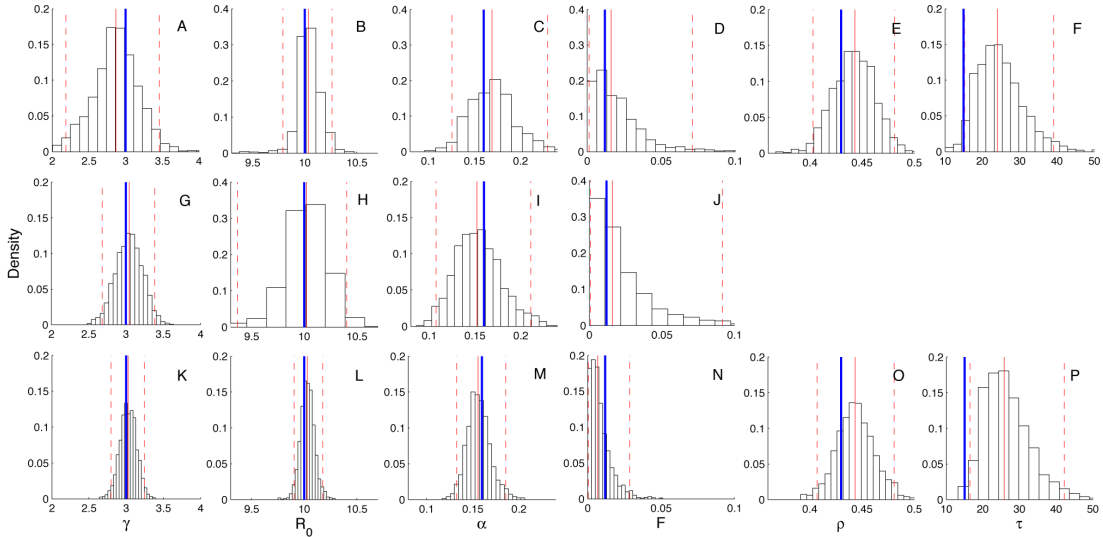 0.2 0.15 0.1 0.05 0 2 2.5 3 3.5 4 A
0.4 0.3 0.2 0.1 0 9.5 10 10.5 B
0.4 0.3 0.2 0.1 0 0.1 0.15 0.2 C
0.4 0.3 0.2 0.1 0 0 0.05 0.1 D
0.2 0.15 0.1 0.05 0 0.4 0.45 0.5 E
0.2 0.15 0.1 0.05 0 10 20 30 40 50 F
Density
0.2 0.15 0.1 0.05 0 2 2.5 3 3.5 4 G
0.4 0.3 0.2 0.1 0 9.5 10 10.5 H
0.2 0.15 0.1 0.05 0 0.1 0.15 0.2 I
0.4 0.3 0.2 0.1 0 0 0.05 0.1 J
0.2 0.15 0.1 0.05 0 2 2.5 3 3.5 4 K
γ
0.2 0.15 0.1 0.05 0 9.5 10 10.5 L
R0
0.2 0.15 0.1 0.05 0 0.1 0.15 0.2 M
α
0.2 0.15 0.1 0.05 0 0 0.05 0.1 N
F
0.2 0.15 0.1 0.05 0 0.4 0.45 0.5 O
ρ
0.2 0.15 0.1 0.05 0 10 20 30 40 50 P
τ